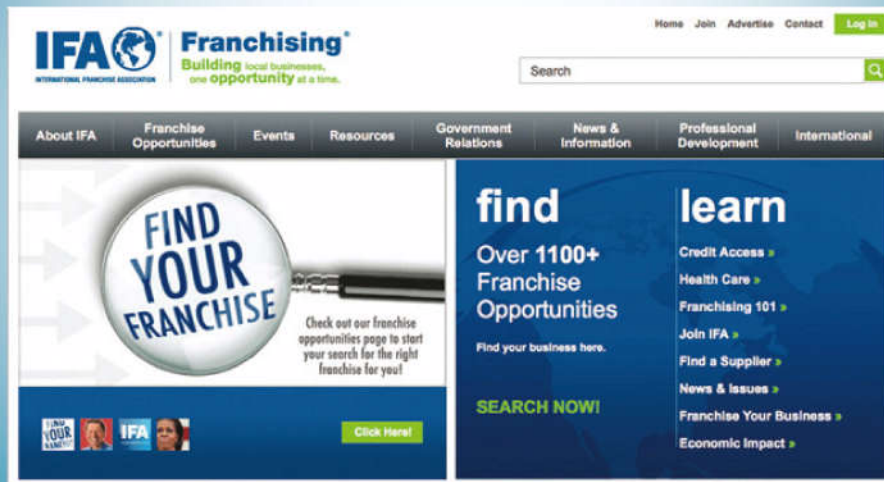 Home Join Advertise Contact Log In
IFA
INTERNATIONAL FRANCHISE ASSOCIATION
Franchising®
Building local businesses,
one opportunity at a time.
Search
About IFA
Franchise
Opportunities
Events
Resources
Government
Relations
News &
Information
Professional
Development
International
FIND
YOUR
FRANCHISE
Check out our franchise
opportunities page to start
your search for the right
franchise for you!
FIND
YOUR
IFA
Click Here!
find
Over 1100+
Franchise
Opportunities
Find your business here.
SEARCH NOW!
learn
Credit Access »
Health Care »
Franchising 101 »
Join IFA »
Find a Supplier »
News & Issues »
Franchise Your Business »
Economic Impact »